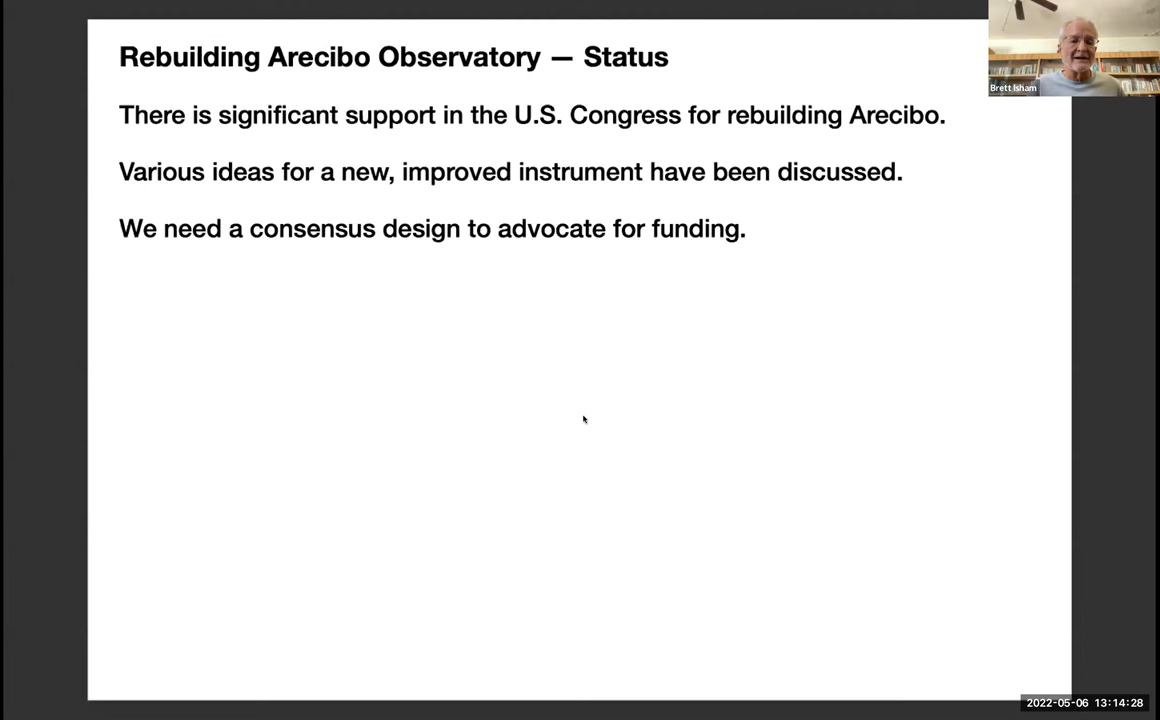 Rebuilding Arecibo Observatory — Status
There is significant support in the U.S. Congress for rebuilding Arecibo.
Various ideas for a new, improved instrument have been discussed.
We need a consensus design to advocate for funding.
Brett Isham
2022-05-06 13:14:28